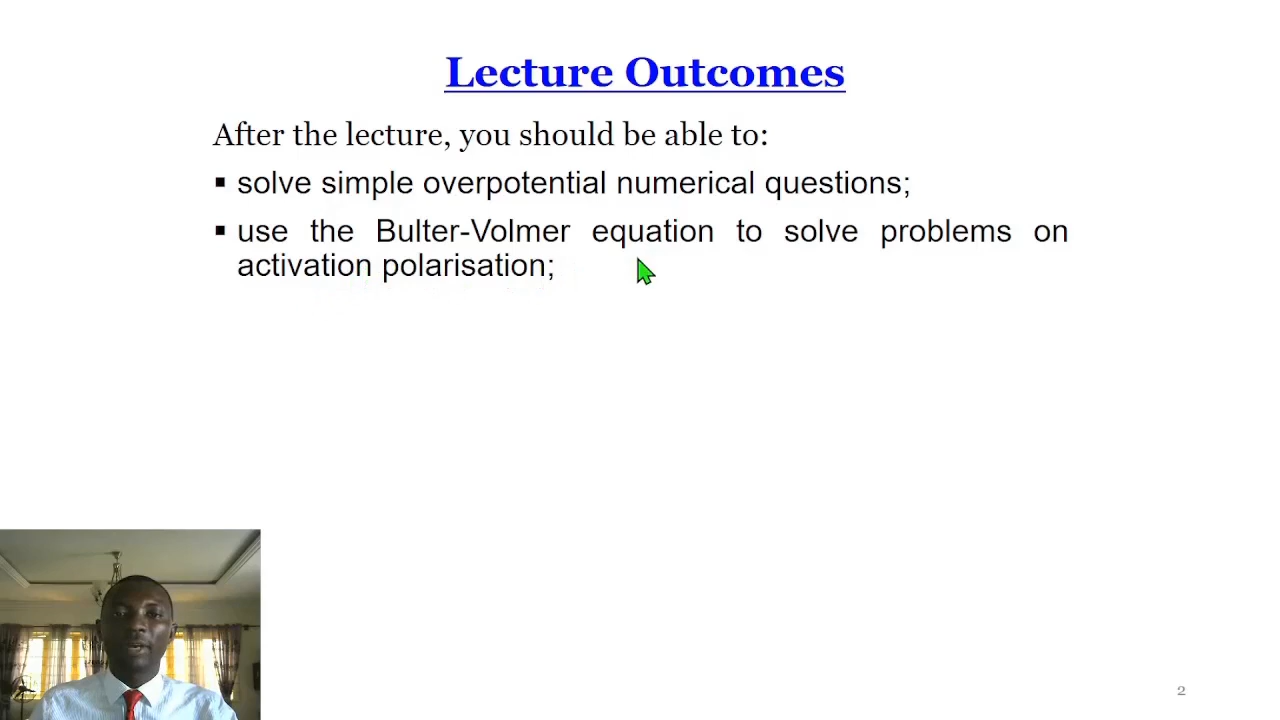 Lecture Outcomes
After the lecture, you should be able to:
▪ solve simple overpotential numerical questions;
▪ use the Bulter-Volmer equation to solve problems on
activation polarisation;
2